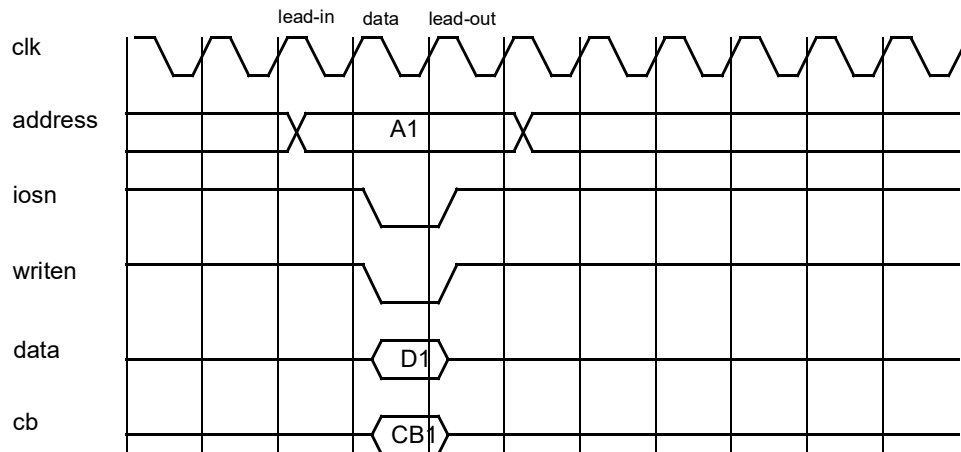 lead-in data lead-out
clk
address A1
iosn
writen
data D1
cb CB1